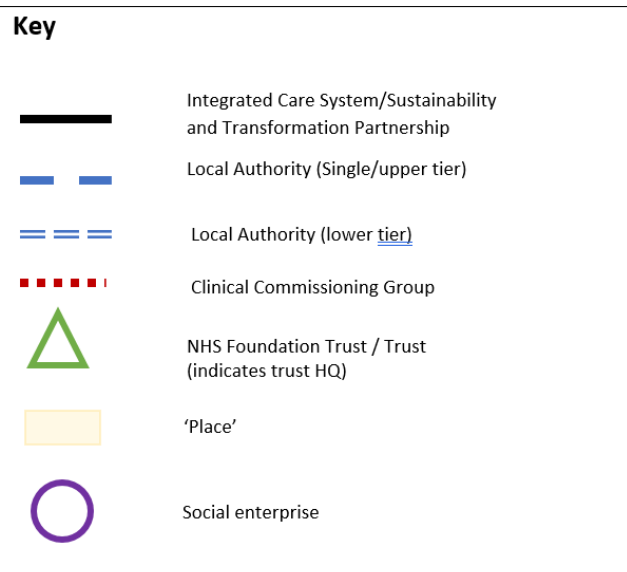 Key
Integrated Care System/Sustainability
and Transformation Partnership
Local Authority (Single/upper tier)
Local Authority (lower tier)
Clinical Commissioning Group
NHS Foundation Trust / Trust
(indicates trust HQ)
‘Place’
Social enterprise